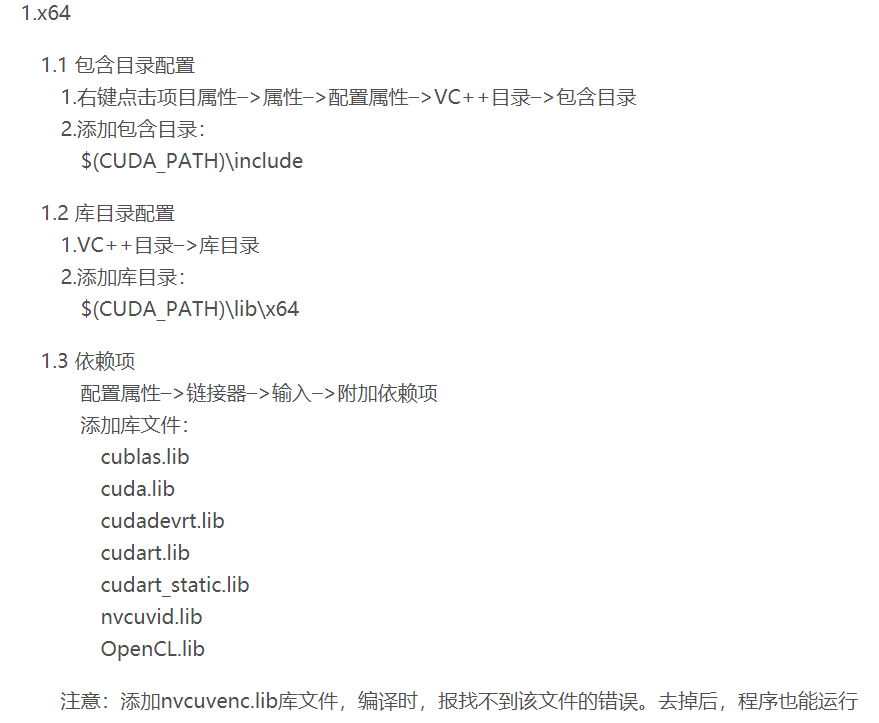 1.x64
1.1 包含目录配置
1.右键点击项目属性–>属性–>配置属性–>VC++目录–>包含目录
2.添加包含目录：
$(CUDA_PATH)\include
1.2 库目录配置
1.VC++目录–>库目录
2.添加库目录：
$(CUDA_PATH)\lib\x64
1.3 依赖项
配置属性–>链接器–>输入–>附加依赖项
添加库文件：
cublas.lib
cuda.lib
cudadevrt.lib
cudart.lib
cudart_static.lib
nvcuvid.lib
OpenCL.lib
注意：添加nvcuvenc.lib库文件，编译时，报找不到该文件的错误。去掉后，程序也能运行